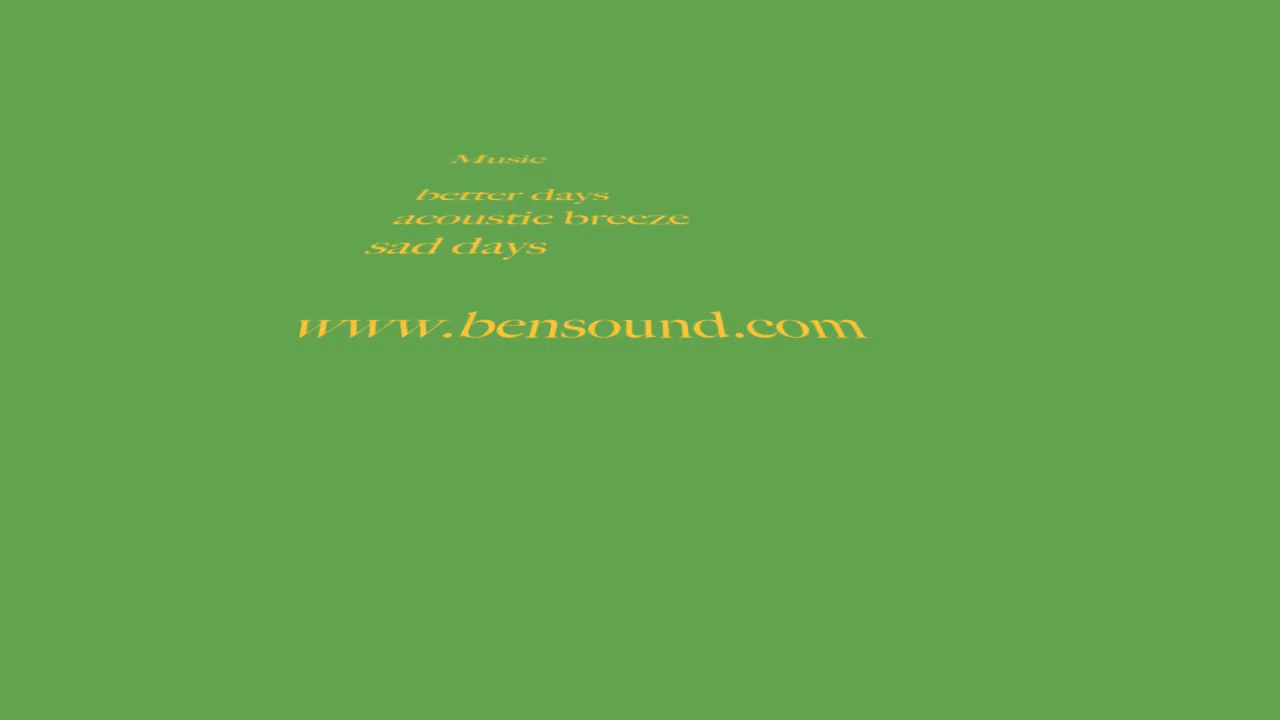 Music
better days
acoustic breeze
sad days
www.bensound.com